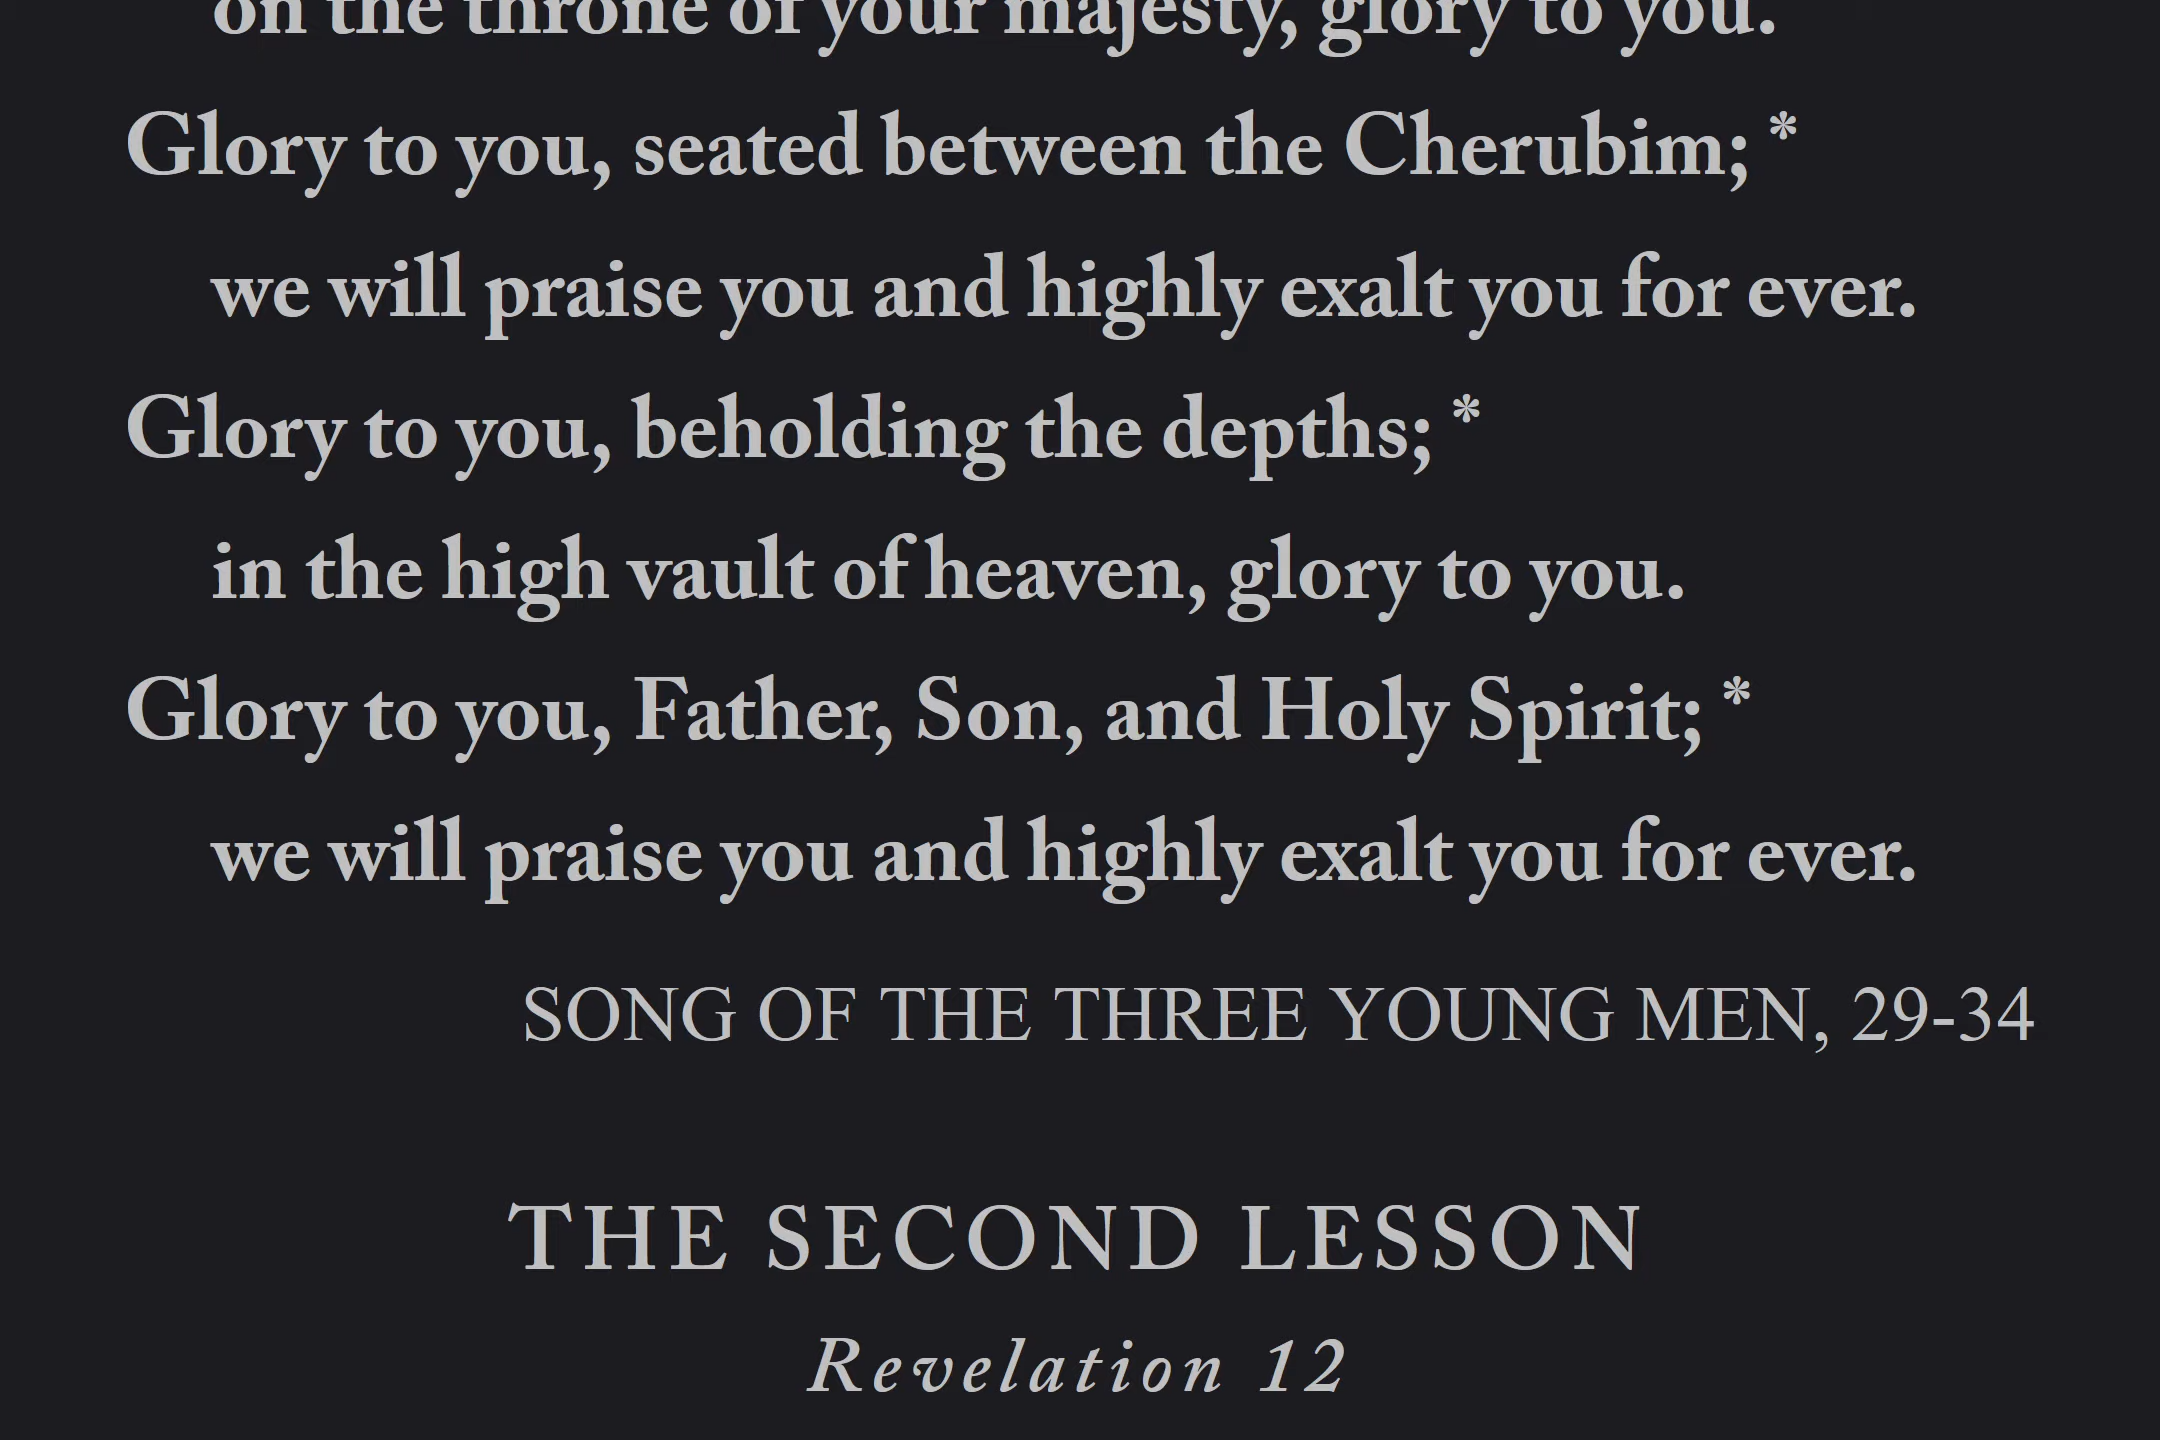 on the throne of your majesty, glory to you.
Glory to you, seated between the Cherubim; *
we will praise you and highly exalt you for ever.
Glory to you, beholding the depths; *
in the high vault of heaven, glory to you.
Glory to you, Father, Son, and Holy Spirit; *
we will praise you and highly exalt you for ever.
SONG OF THE THREE YOUNG MEN, 29-34
THE SECOND LESSON
Revelation 12